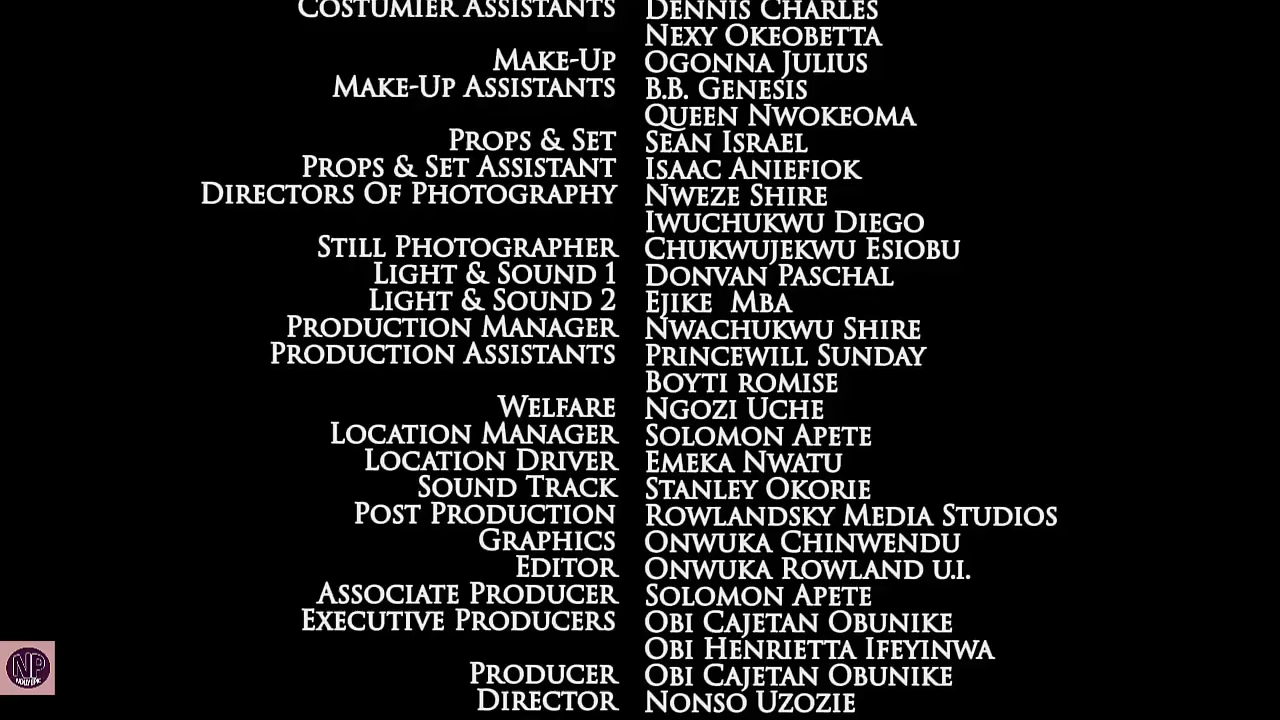 COSTUMIER ASSISTANTS DENNIS CHARLES
NEXY OKEOBETTA
MAKE-UP OGONNA JULIUS
MAKE-UP ASSISTANTS B.B. GENESIS
QUEEN NWOKEOMA
PROPS & SET SEAN ISRAEL
PROPS & SET ASSISTANT ISAAC ANIEFIOK
DIRECTORS OF PHOTOGRAPHY NWEZE SHIRE
IWUCHUKWU DIEGO
STILL PHOTOGRAPHER CHUKWUJEKWU ESIOBU
LIGHT & SOUND 1 DONVAN PASCHAL
LIGHT & SOUND 2 EJIKE MBA
PRODUCTION MANAGER NWACHUKWU SHIRE
PRODUCTION ASSISTANTS PRINCEWILL SUNDAY
BOYTI ROMISE
WELFARE NGOZI UCHE
LOCATION MANAGER SOLOMON APETE
LOCATION DRIVER EMEKA NWATU
SOUND TRACK STANLEY OKORIE
POST PRODUCTION ROWLANDSKY MEDIA STUDIOS
GRAPHICS ONWUKA CHINWENDU
EDITOR ONWUKA ROWLAND U.I.
ASSOCIATE PRODUCER SOLOMON APETE
EXECUTIVE PRODUCERS OBI CAJETAN OBUNIKE
OBI HENRIETTA IFEYINWA
PRODUCER OBI CAJETAN OBUNIKE
DIRECTOR NONSO UZOZIE
NP